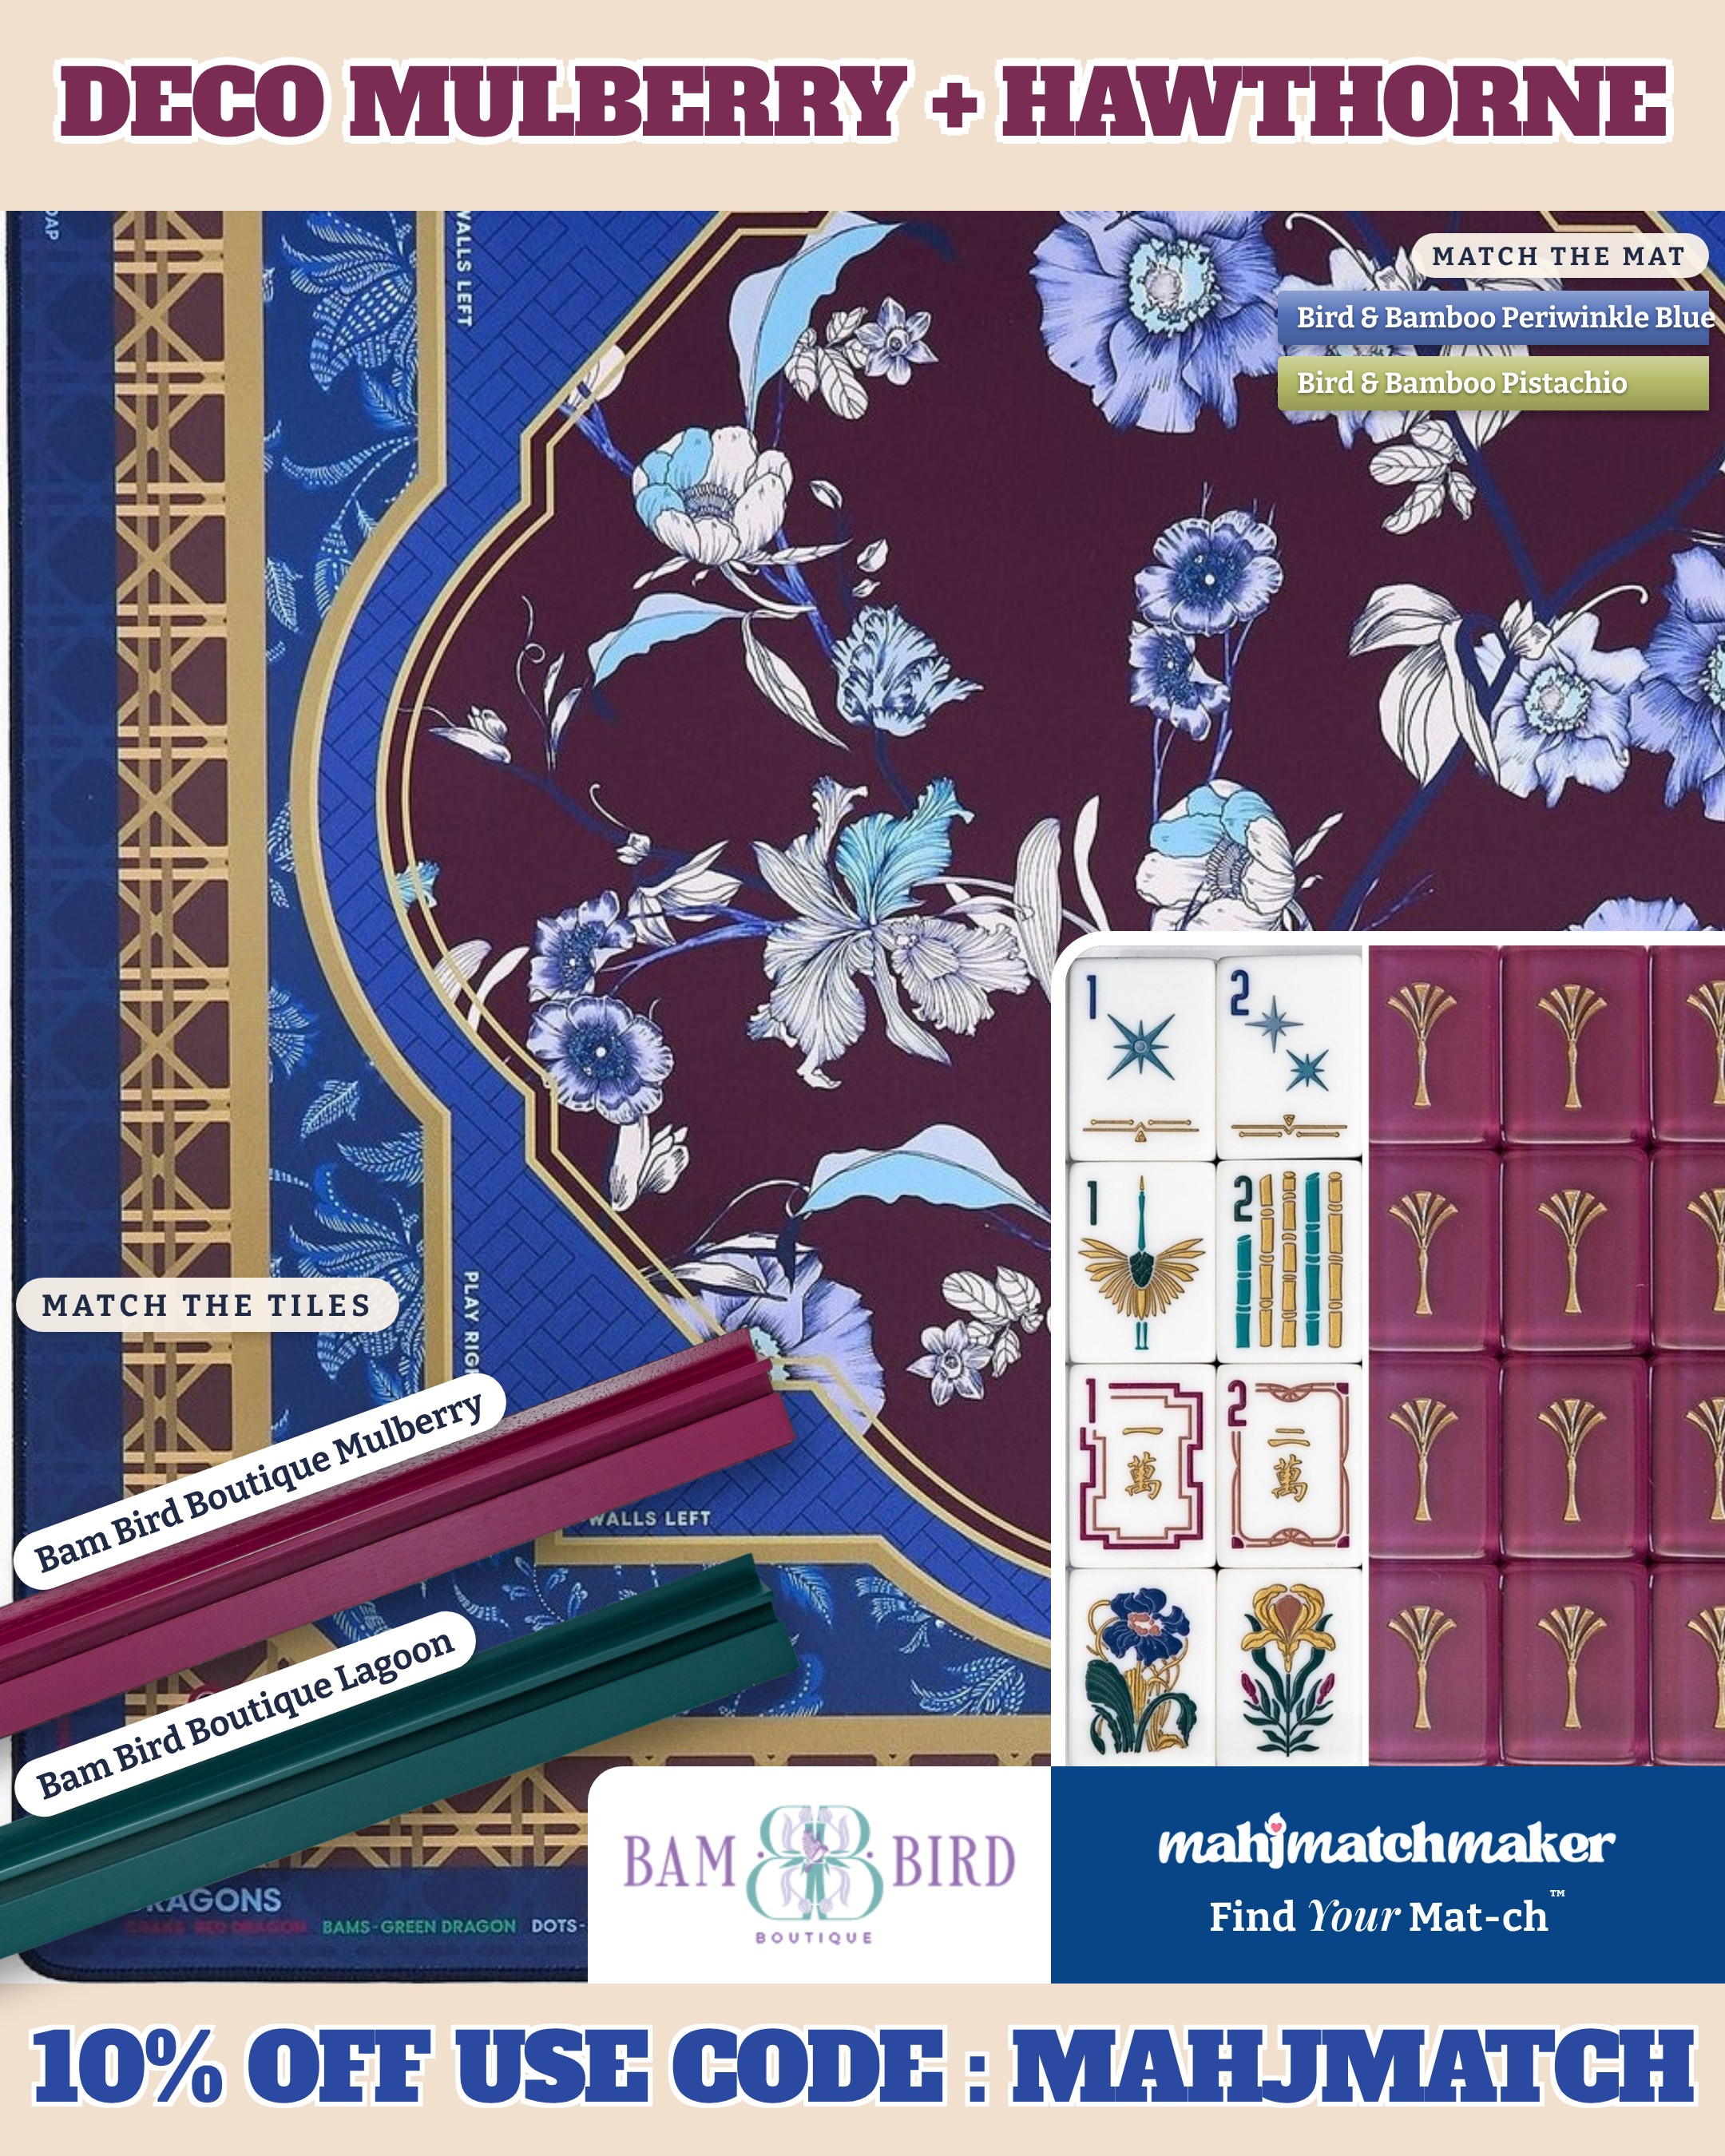 DECO MULBERRY + HAWTHORNE
WALLS LEFT
MATCH THE MAT
Bird & Bamboo Periwinkle Blue
Bird & Bamboo Pistachio
1
2
1
2
1
一
萬
2
二
萬
MATCH THE TILES
PLAY
Bam Bird Boutique Mulberry
WALLS LEFT
Bam Bird Boutique Lagoon
BAM BIRD
BOUTIQUE
mahjmatchmaker
Find Your Mat-ch™
BAMS-GREEN DRAGON DOTS-
10% OFF USE CODE : MAHJMATCH